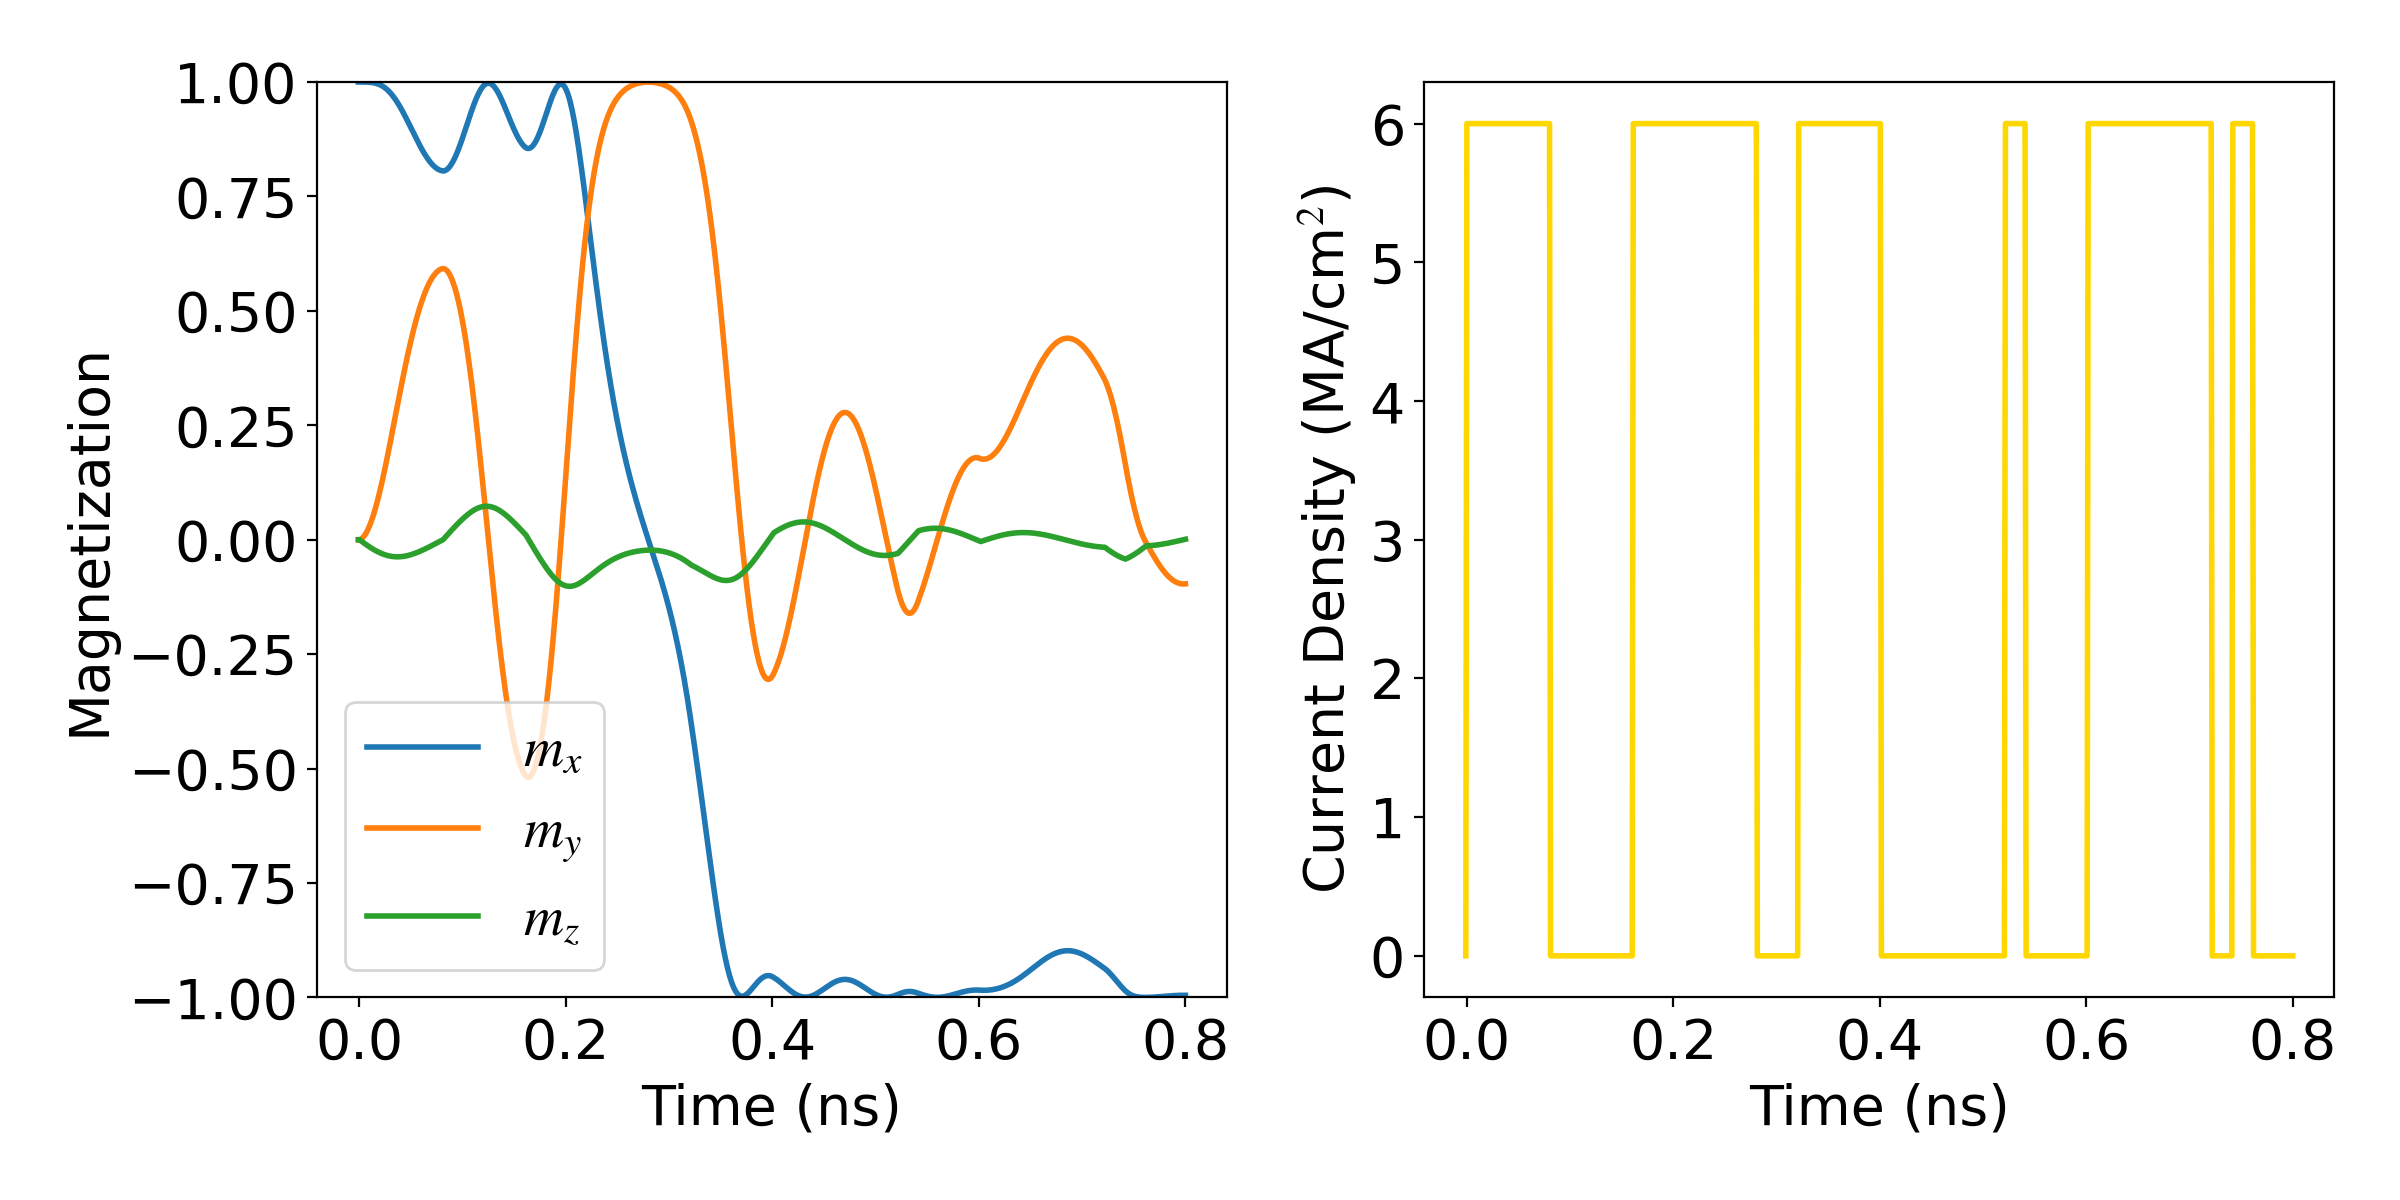 Magnetization
1.00
0.75
0.50
0.25
0.00
−0.25
−0.50
−0.75
−1.00
m_x
m_y
m_z
0.0 0.2 0.4 0.6 0.8
Time (ns)
Current Density (MA/cm²)
6
5
4
3
2
1
0
0.0 0.2 0.4 0.6 0.8
Time (ns)